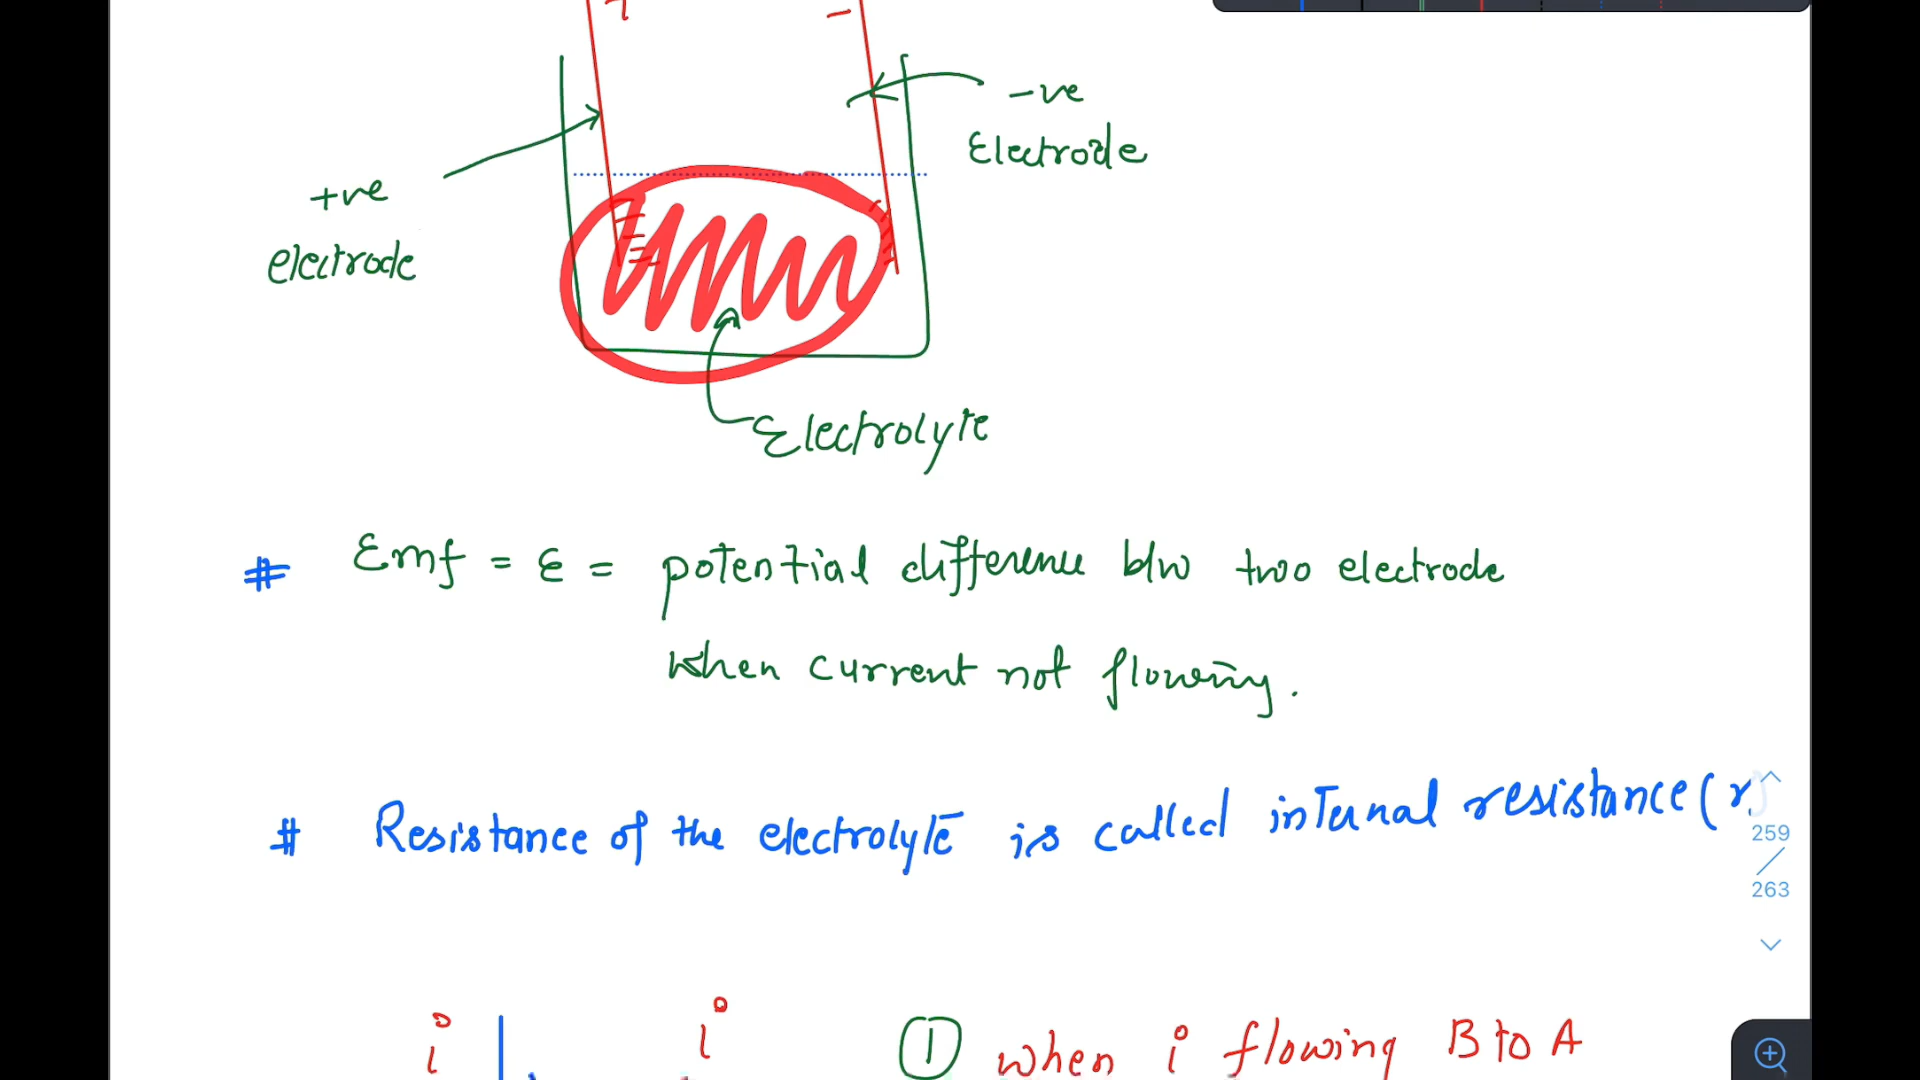 + -
-ve
Electrode
+ve
electrode
Electrolyte
# Emf = ε = potential difference b/w two electrode
when current not flowing.
# Resistance of the electrolyte is called internal resistance (r)
259
/
263
i i ① when i flowing B to A